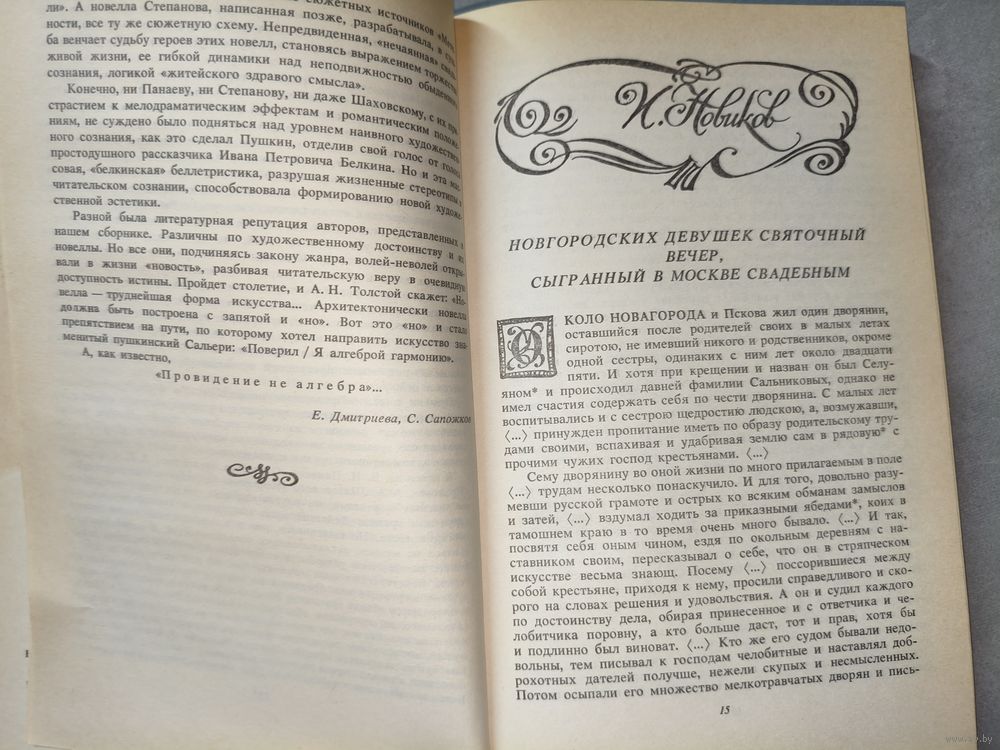 сюжетных источников
ли». А новелла Степанова, написанная позже, разрабатывала, в
ности, все ту же сюжетную схему. Непредвиденная, «нечаянная»
ба венчает судьбу героев этих новелл, становясь выражением
живой жизни, ее гибкой динамики над неподвижностью
сознания, логикой «житейского здравого смысла».
Конечно, ни Панаеву, ни Степанову, ни даже Шаховскому, с их
страстием к мелодраматическим эффектам и романтическим
ниям, не суждено было подняться над уровнем наивного
ного сознания, как это сделал Пушкин, отделив свой голос от
простодушного рассказчика Ивана Петровича Белкина. Но и эта
совая, «белкинская» беллетристика, разрушая жизненные стереотипы
читательском сознании, способствовала формированию новой художе-
ственной эстетики.
Разной была литературная репутация авторов, представленных
нашем сборнике. Различны по художественному достоинству и их
новеллы. Но все они, подчиняясь закону жанра, волей-неволей откры-
вали в жизни «новость», разбивая читательскую веру в очевидную
доступность истины. Пройдет столетие, и А. Н. Толстой скажет: «Но-
велла — труднейшая форма искусства... Архитектонически новелла
должна быть построена с запятой и «но». Вот это «но» и стало
препятствием на пути, по которому хотел направить искусство зна-
менитый пушкинский Сальери: «Поверил / Я алгеброй гармонию».
А, как известно,
«Провидение не алгебра»...
Е. Дмитриева, С. Сапожков
И. Новиков
НОВГОРОДСКИХ ДЕВУШЕК СВЯТОЧНЫЙ
ВЕЧЕР,
СЫГРАННЫЙ В МОСКВЕ СВАДЕБНЫМ
ОКОЛО НОВАГОРОДА и Пскова жил один дворянин,
оставшийся после родителей своих в малых летах
сиротою, не имевший никого и родственников, окроме
одной сестры, одинаких с ним лет около двадцати
пяти. И хотя при крещении и назван он был Селу-
яном* и происходил давней фамилии Сальниковых, однако не
имел счастия содержать себя по чести дворянина. С малых лет
воспитывались и с сестрою щедростию людскою, а, возмужавши,
⟨...⟩ принужден пропитание иметь по образу родительскому тру-
дами своими, вспахивая и удабривая землю сам в рядовую* с
прочими чужих господ крестьянами. ⟨...⟩
Сему дворянину во оной жизни по много прилагаемым в поле
⟨...⟩ трудам несколько понаскучило. И для того, довольно разу-
мевши русской грамоте и острых ко всяким обманам замыслов
и затей, ⟨...⟩ вздумал ходить за приказными ябедами*, коих в
тамошнем краю в то время очень много бывало. ⟨...⟩ И так,
посвятя себя оным чином, ездя по окольным деревням с на-
ставником своим, пересказывал о себе, что он в стряпческом
искусстве весьма знающ. Посему ⟨...⟩ поссорившиеся между
собой крестьяне, приходя к нему, просили справедливого и ско-
рого на словах решения и удовольствия. А он и судил каждого
по достоинству дела, обирая принесенное и с ответчика и че-
лобитчика поровну, а кто больше даст, тот и прав, хотя бы
и подлинно был виноват. ⟨...⟩ Кто же его судом бывали недо-
вольны, тем писывал к господам челобитные и наставлял доб-
рохотных дателей получше, нежели скупых и несмысленных.
Потом осыпали его множество мелкотравчатых дворян и пись-
15